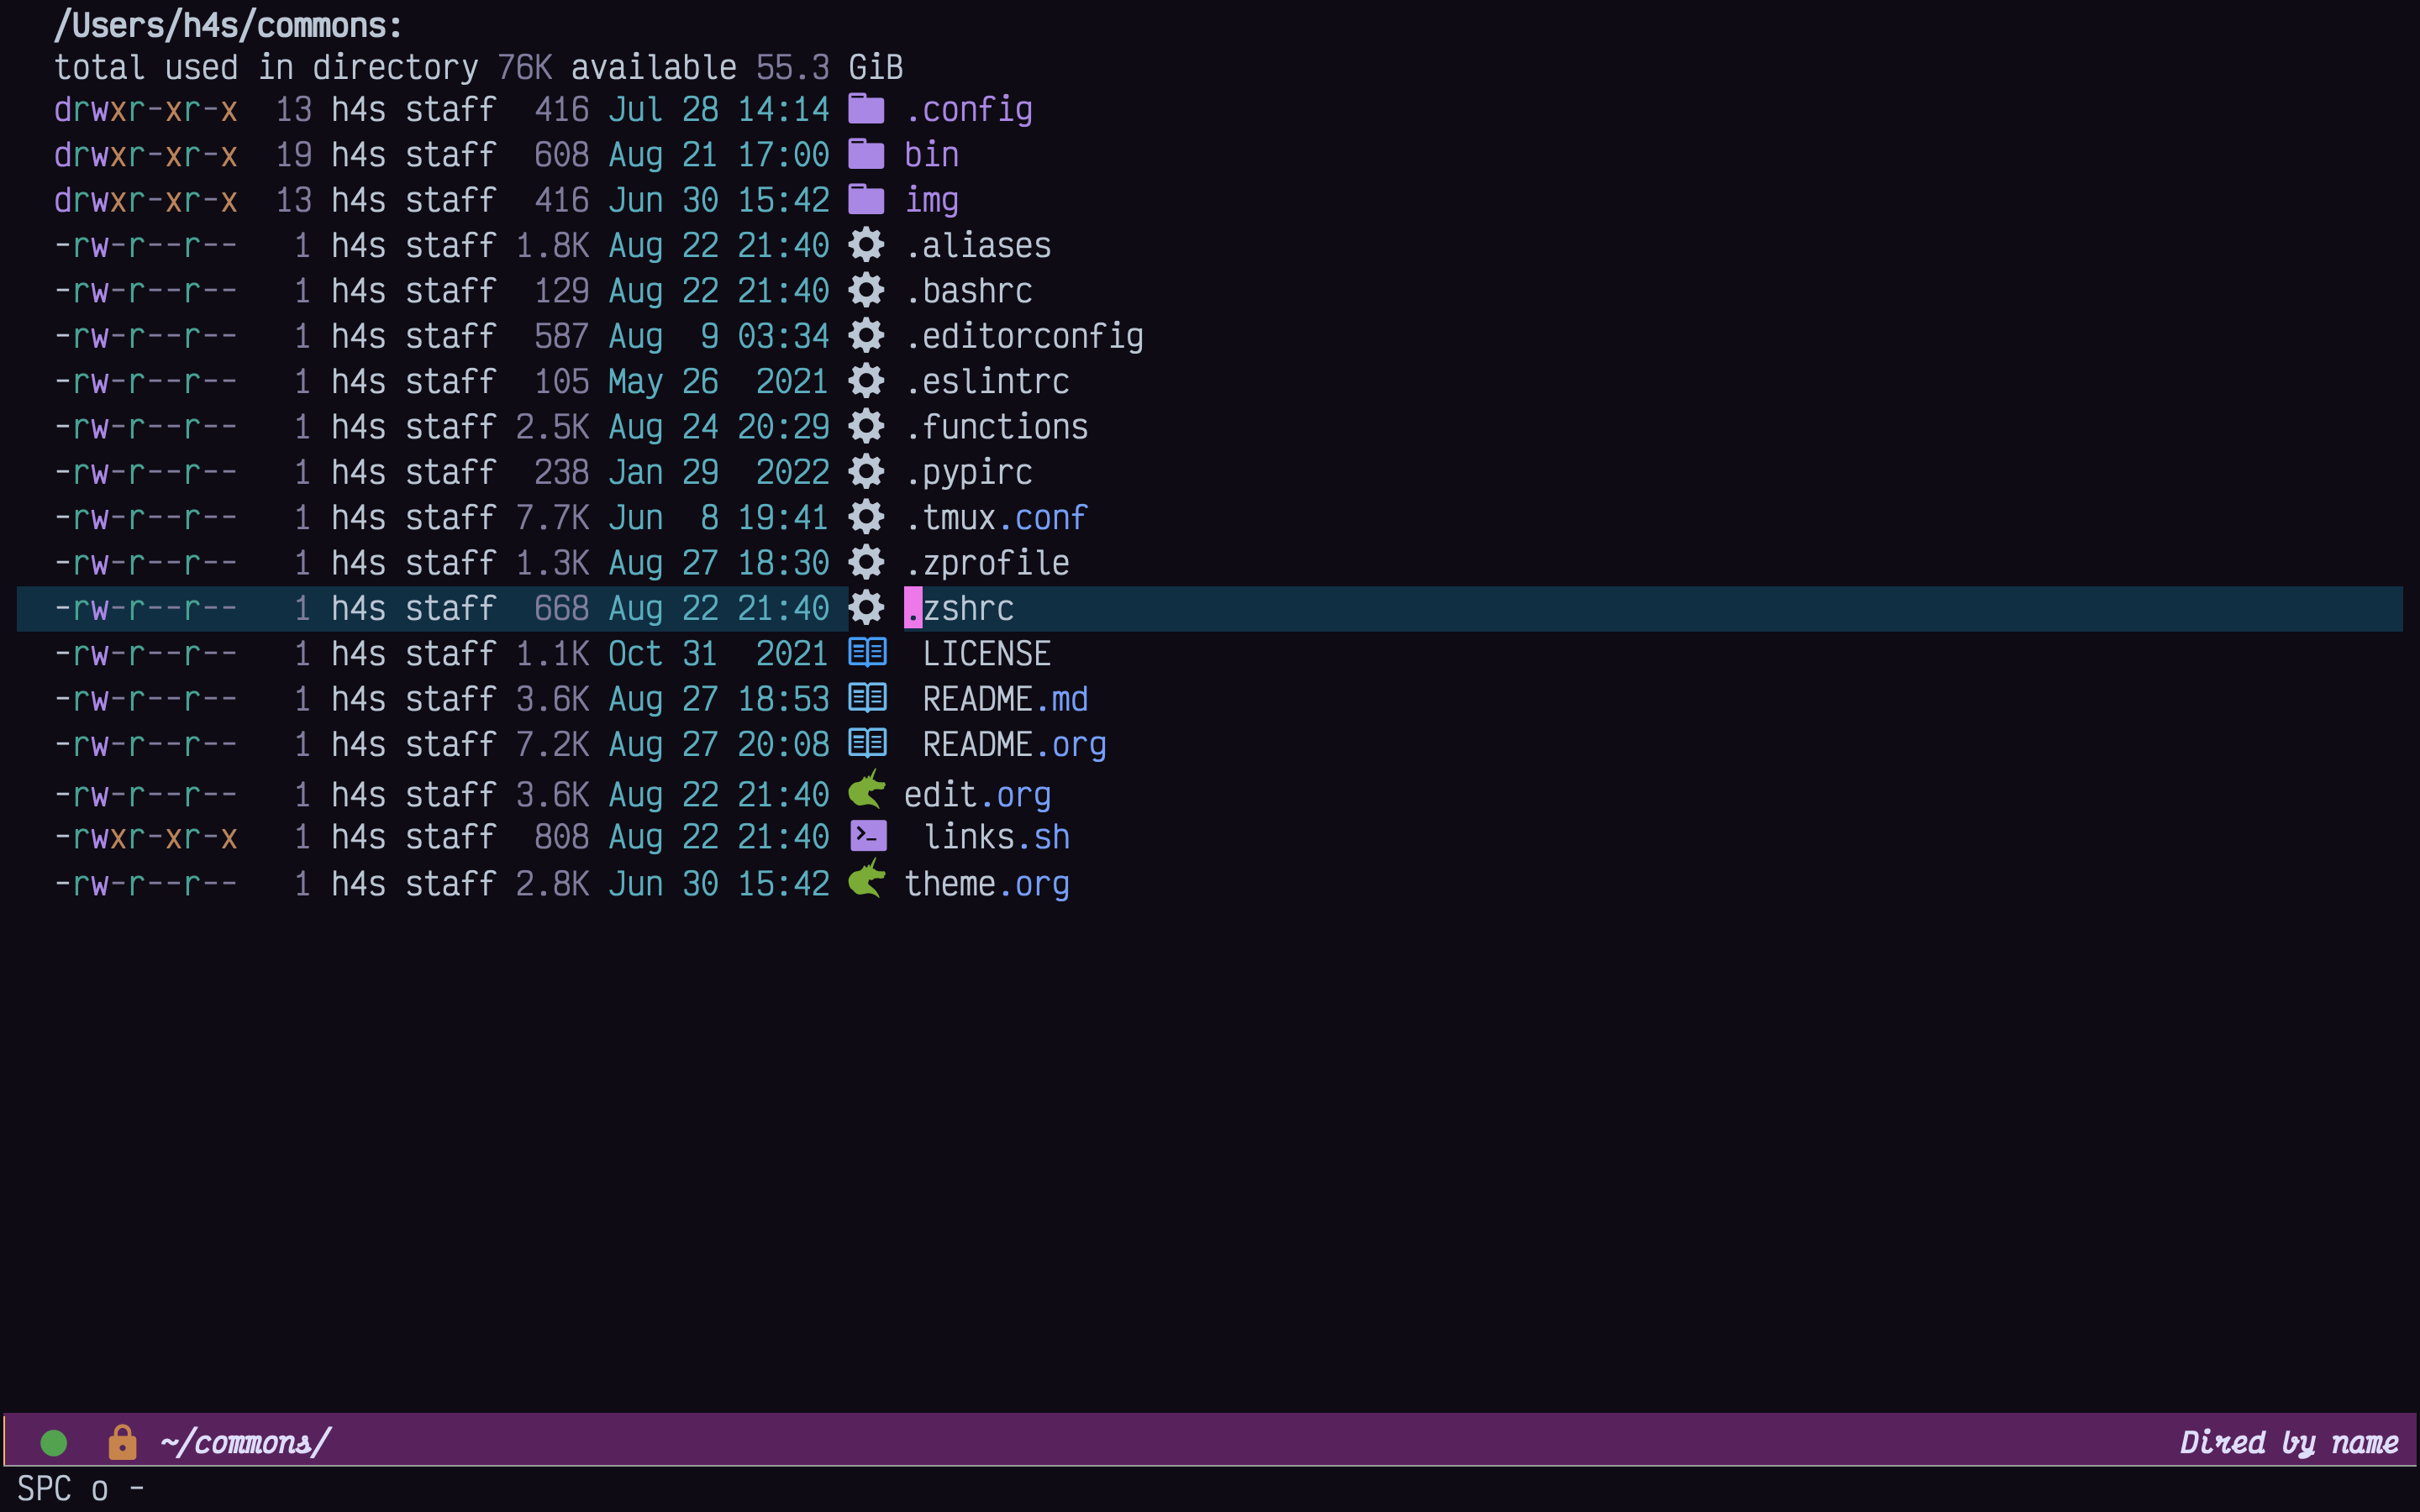 /Users/h4s/commons:
total used in directory 76K available 55.3 GiB
drwxr-xr-x  13 h4s staff  416 Jul 28 14:14 .config
drwxr-xr-x  19 h4s staff  608 Aug 21 17:00 bin
drwxr-xr-x  13 h4s staff  416 Jun 30 15:42 img
-rw-r--r--   1 h4s staff 1.8K Aug 22 21:40 .aliases
-rw-r--r--   1 h4s staff  129 Aug 22 21:40 .bashrc
-rw-r--r--   1 h4s staff  587 Aug  9 03:34 .editorconfig
-rw-r--r--   1 h4s staff  105 May 26  2021 .eslintrc
-rw-r--r--   1 h4s staff 2.5K Aug 24 20:29 .functions
-rw-r--r--   1 h4s staff  238 Jan 29  2022 .pypirc
-rw-r--r--   1 h4s staff 7.7K Jun  8 19:41 .tmux.conf
-rw-r--r--   1 h4s staff 1.3K Aug 27 18:30 .zprofile
-rw-r--r--   1 h4s staff  668 Aug 22 21:40 .zshrc
-rw-r--r--   1 h4s staff 1.1K Oct 31  2021 LICENSE
-rw-r--r--   1 h4s staff 3.6K Aug 27 18:53 README.md
-rw-r--r--   1 h4s staff 7.2K Aug 27 20:08 README.org
-rw-r--r--   1 h4s staff 3.6K Aug 22 21:40 edit.org
-rwxr-xr-x   1 h4s staff  808 Aug 22 21:40 links.sh
-rw-r--r--   1 h4s staff 2.8K Jun 30 15:42 theme.org
~/commons/ Dired by name
SPC o -